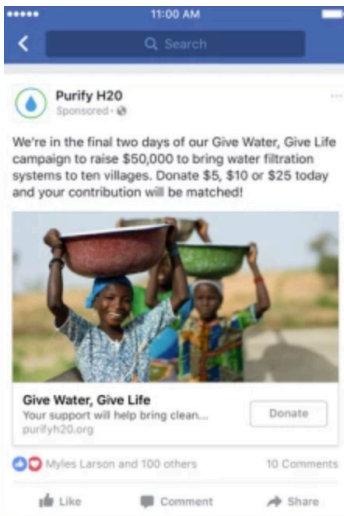 11:00 AM
Search
Purify H20
Sponsored ·
We're in the final two days of our Give Water, Give Life
campaign to raise $50,000 to bring water filtration
systems to ten villages. Donate $5, $10 or $25 today
and your contribution will be matched!
Give Water, Give Life
Your support will help bring clean...
purifyh20.org
Donate
Myles Larson and 100 others
10 Comments
Like
Comment
Share